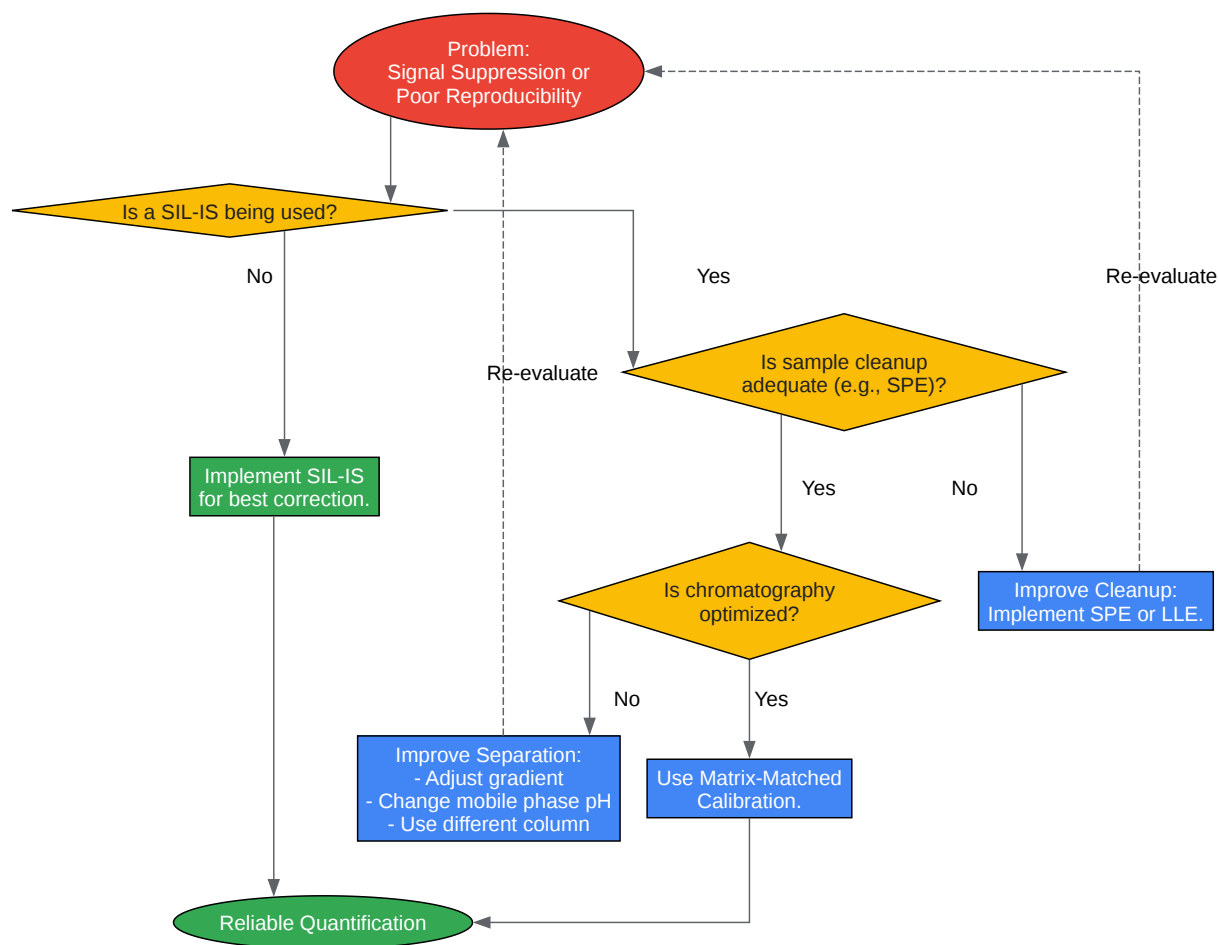 Problem:
Signal Suppression or
Poor Reproducibility
Is a SIL-IS being used?
No
Yes
Re-evaluate
Re-evaluate
Is sample cleanup
adequate (e.g., SPE)?
Implement SIL-IS
for best correction.
Yes
No
Is chromatography
optimized?
Improve Cleanup:
Implement SPE or LLE.
No
Yes
Improve Separation:
- Adjust gradient
- Change mobile phase pH
- Use different column
Use Matrix-Matched
Calibration.
Reliable Quantification